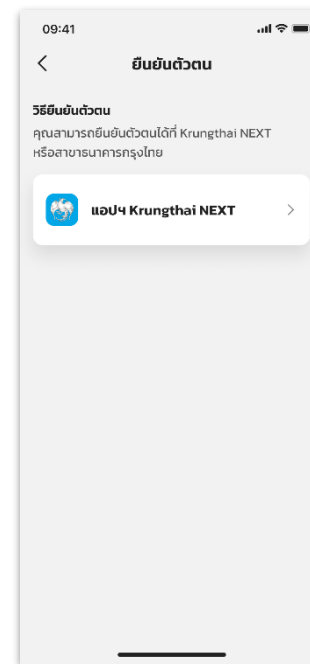 09:41
ยืนยันตัวตน
วิธียืนยันตัวตน
คุณสามารถยืนยันตัวตนได้ที่ Krungthai NEXT
หรือสาขาธนาคารกรุงไทย
แอปฯ Krungthai NEXT